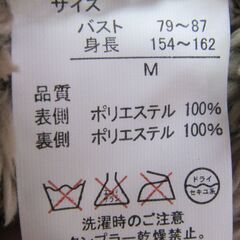 サイズ
バスト 79～87
身長 154～162
M
品質
表側 ポリエステル 100%
裏側 ポリエステル 100%
ドライ
セキユ系
洗濯時のご注意
タンブラー乾燥禁止。